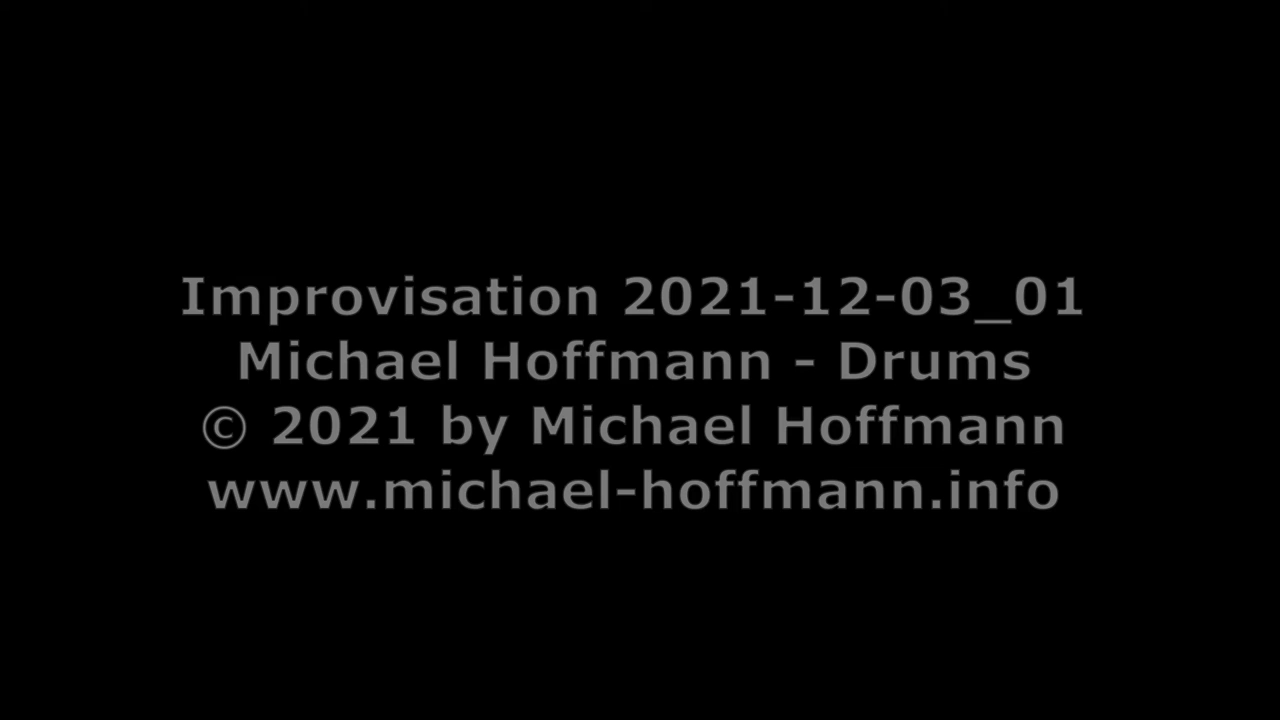 Improvisation 2021-12-03_01
Michael Hoffmann - Drums
© 2021 by Michael Hoffmann
www.michael-hoffmann.info